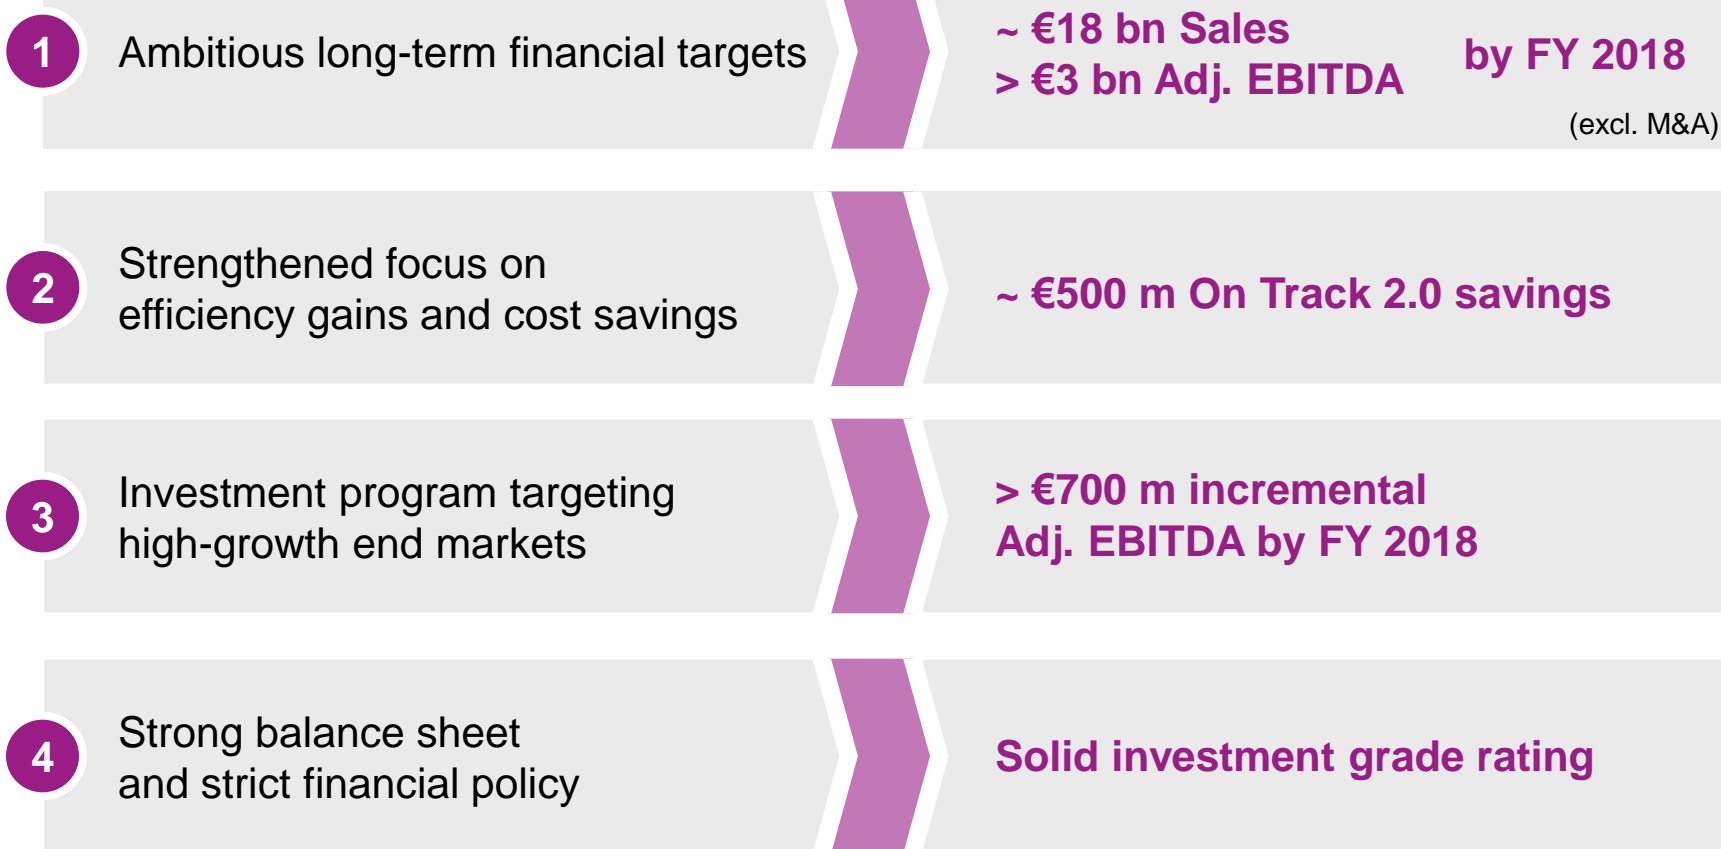 1
Ambitious long-term financial targets
~ €18 bn Sales
> €3 bn Adj. EBITDA
by FY 2018
(excl. M&A)
2
Strengthened focus on
efficiency gains and cost savings
~ €500 m On Track 2.0 savings
3
Investment program targeting
high-growth end markets
> €700 m incremental
Adj. EBITDA by FY 2018
4
Strong balance sheet
and strict financial policy
Solid investment grade rating